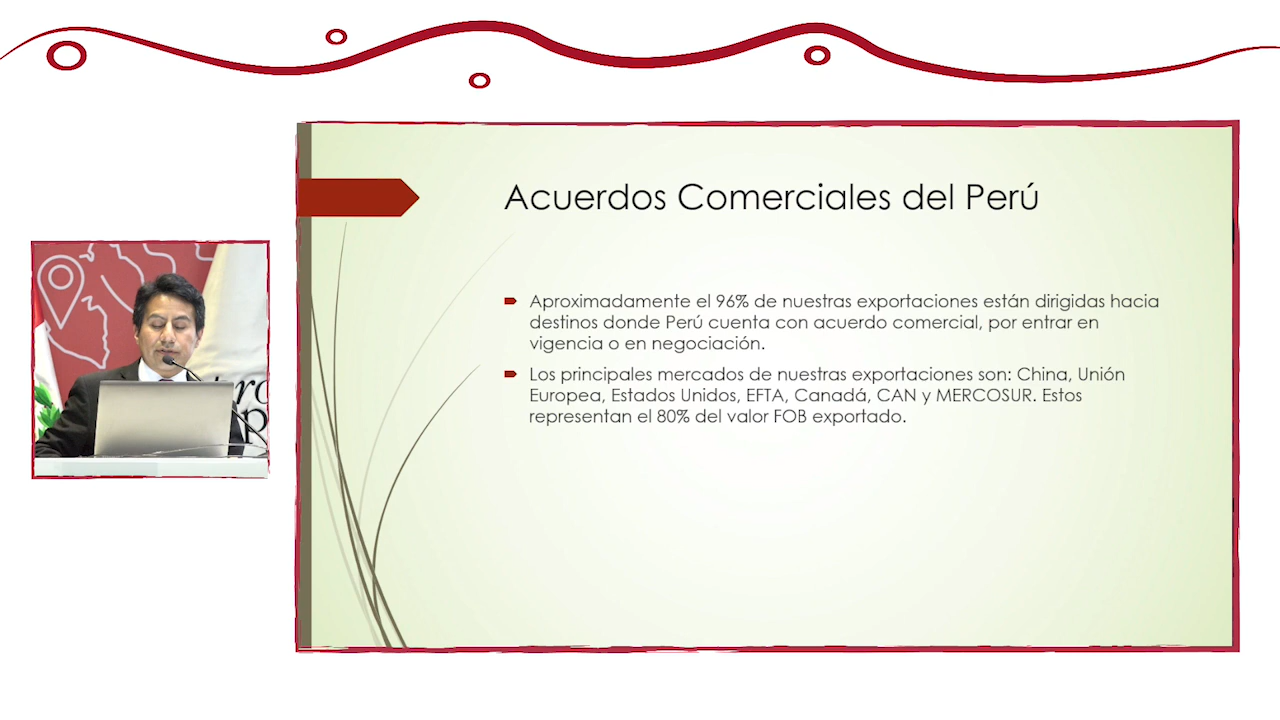 Acuerdos Comerciales del Perú
Aproximadamente el 96% de nuestras exportaciones están dirigidas hacia
destinos donde Perú cuenta con acuerdo comercial, por entrar en
vigencia o en negociación.
Los principales mercados de nuestras exportaciones son: China, Unión
Europea, Estados Unidos, EFTA, Canadá, CAN y MERCOSUR. Estos
representan el 80% del valor FOB exportado.